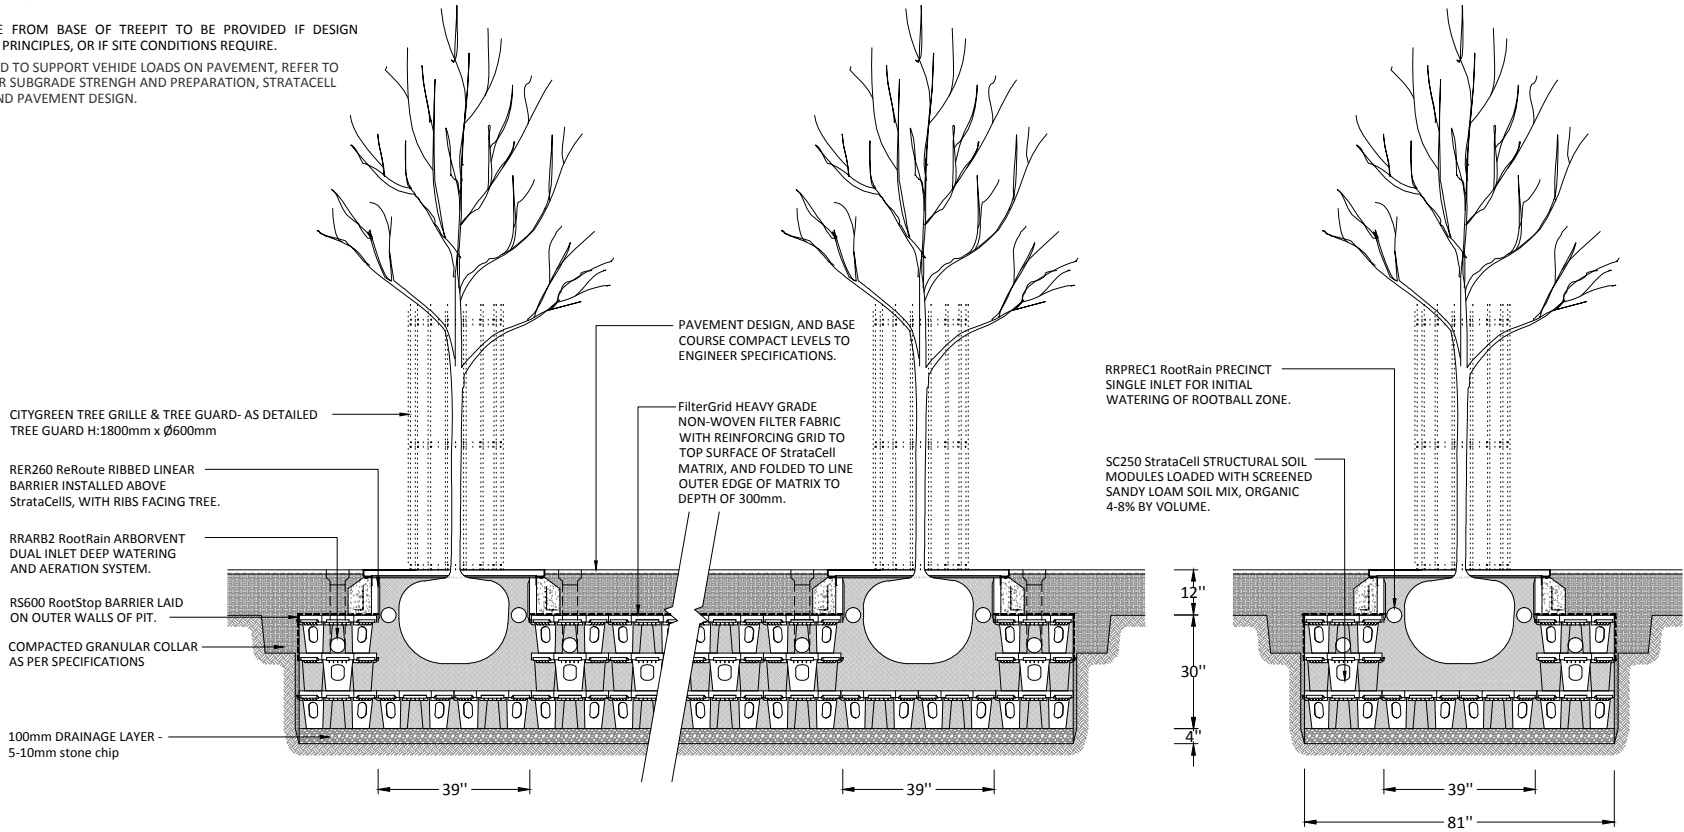 E FROM BASE OF TREEPIT TO BE PROVIDED IF DESIGN
PRINCIPLES, OR IF SITE CONDITIONS REQUIRE.
D TO SUPPORT VEHIDE LOADS ON PAVEMENT, REFER TO
R SUBGRADE STRENGH AND PREPARATION, STRATACELL
ND PAVEMENT DESIGN.
CITYGREEN TREE GRILLE & TREE GUARD- AS DETAILED
TREE GUARD H:1800mm x Ø600mm
RER260 ReRoute RIBBED LINEAR
BARRIER INSTALLED ABOVE
StrataCellS, WITH RIBS FACING TREE.
RRARB2 RootRain ARBORVENT
DUAL INLET DEEP WATERING
AND AERATION SYSTEM.
RS600 RootStop BARRIER LAID
ON OUTER WALLS OF PIT.
COMPACTED GRANULAR COLLAR
AS PER SPECIFICATIONS
100mm DRAINAGE LAYER -
5-10mm stone chip
PAVEMENT DESIGN, AND BASE
COURSE COMPACT LEVELS TO
ENGINEER SPECIFICATIONS.
FilterGrid HEAVY GRADE
NON-WOVEN FILTER FABRIC
WITH REINFORCING GRID TO
TOP SURFACE OF StrataCell
MATRIX, AND FOLDED TO LINE
OUTER EDGE OF MATRIX TO
DEPTH OF 300mm.
RRPREC1 RootRain PRECINCT
SINGLE INLET FOR INITIAL
WATERING OF ROOTBALL ZONE.
SC250 StrataCell STRUCTURAL SOIL
MODULES LOADED WITH SCREENED
SANDY LOAM SOIL MIX, ORGANIC
4-8% BY VOLUME.
12"
30"
4"
39"
39"
39"
81"